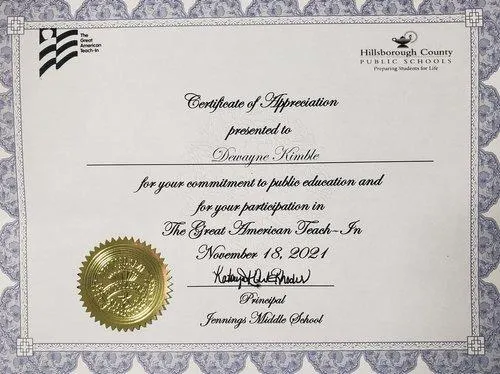 The
Great
American
Teach-In
Hillsborough County
PUBLIC SCHOOLS
Preparing Students for Life
Certificate of Appreciation
presented to
Dewayne Kimble
for your commitment to public education and
for your participation in
The Great American Teach-In
November 18, 2021
Principal
Jennings Middle School